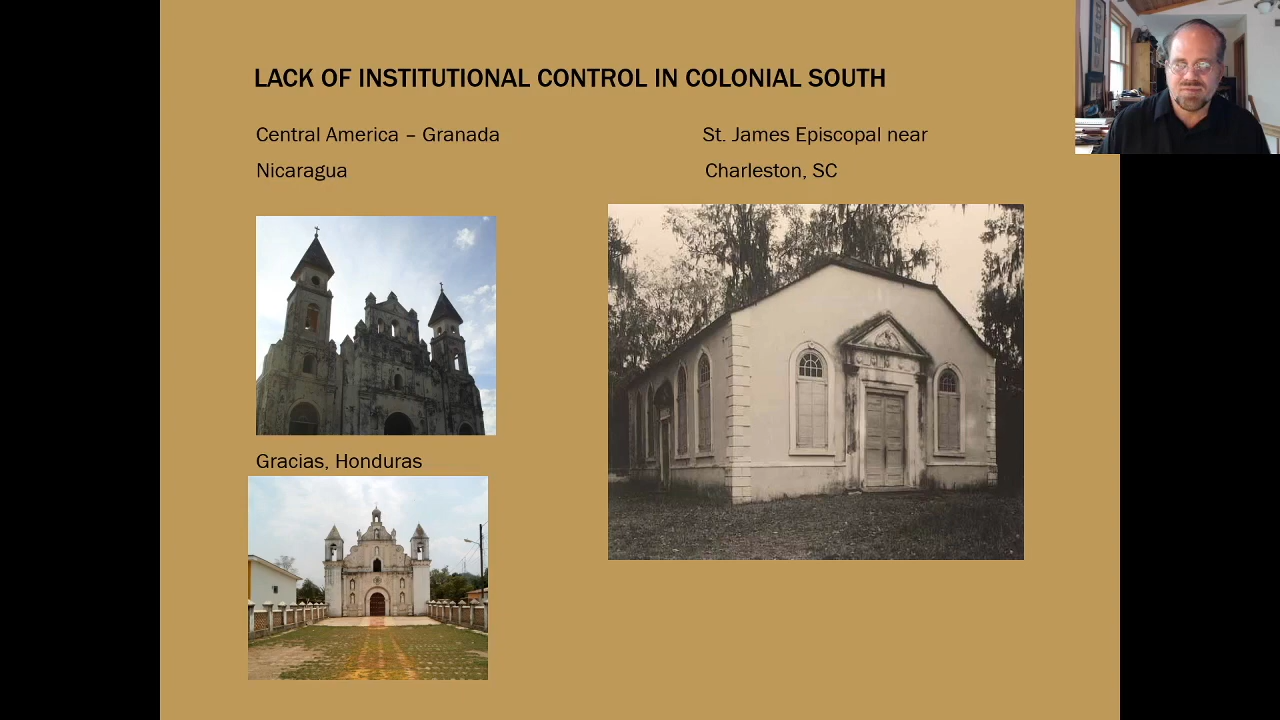 LACK OF INSTITUTIONAL CONTROL IN COLONIAL SOUTH
Central America – Granada
Nicaragua
St. James Episcopal near
Charleston, SC
Gracias, Honduras